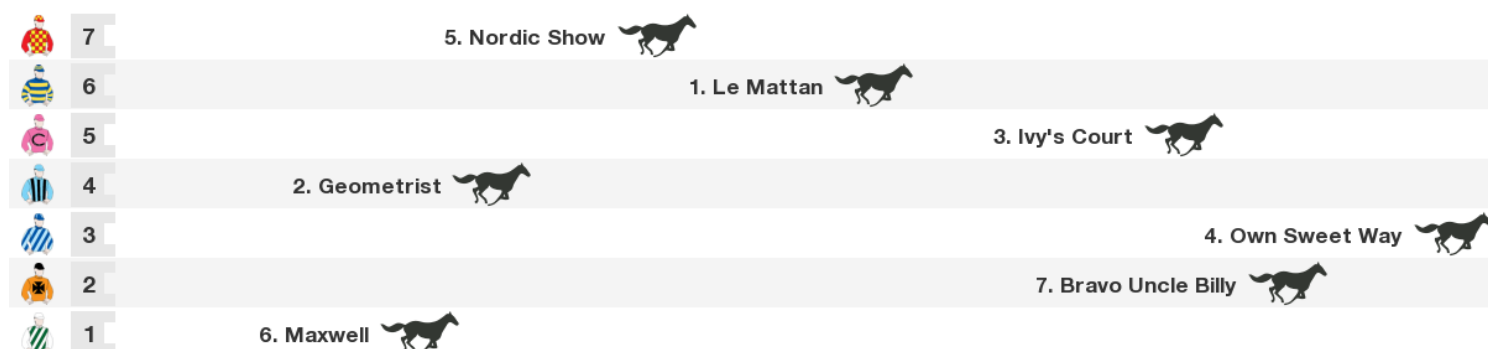 7 5. Nordic Show
6 1. Le Mattan
C 5 3. Ivy's Court
4 2. Geometrist
3 4. Own Sweet Way
2 7. Bravo Uncle Billy
1 6. Maxwell